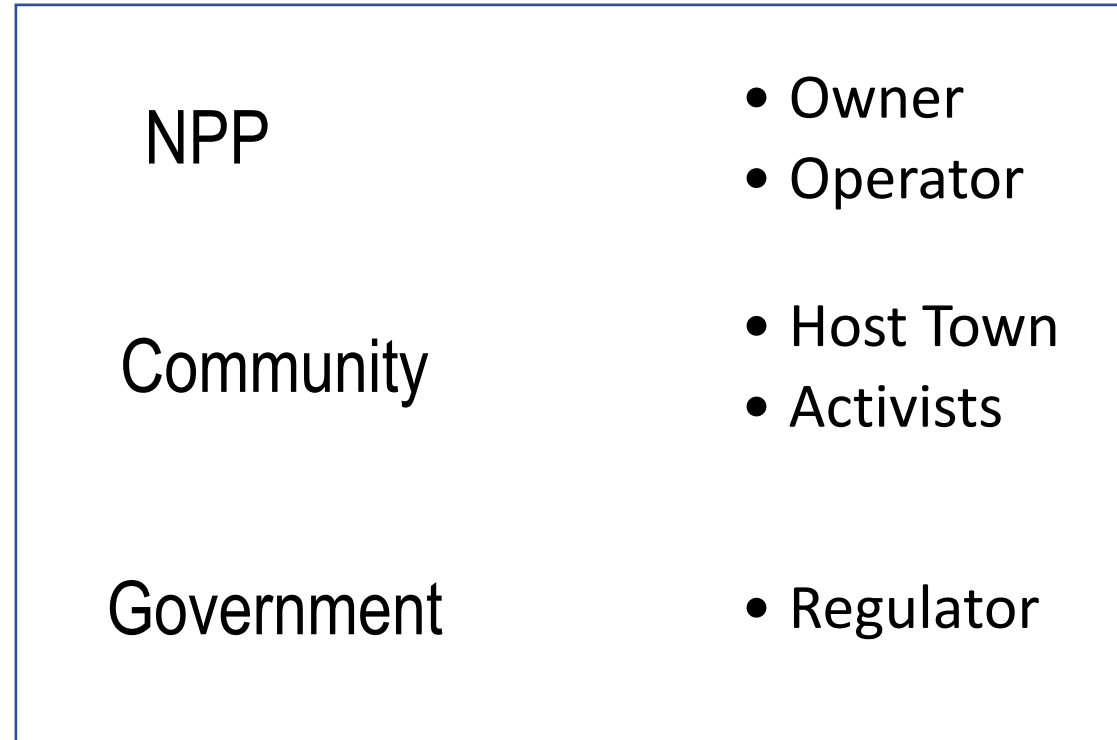 NPP
• Owner
• Operator
Community
• Host Town
• Activists
Government
• Regulator